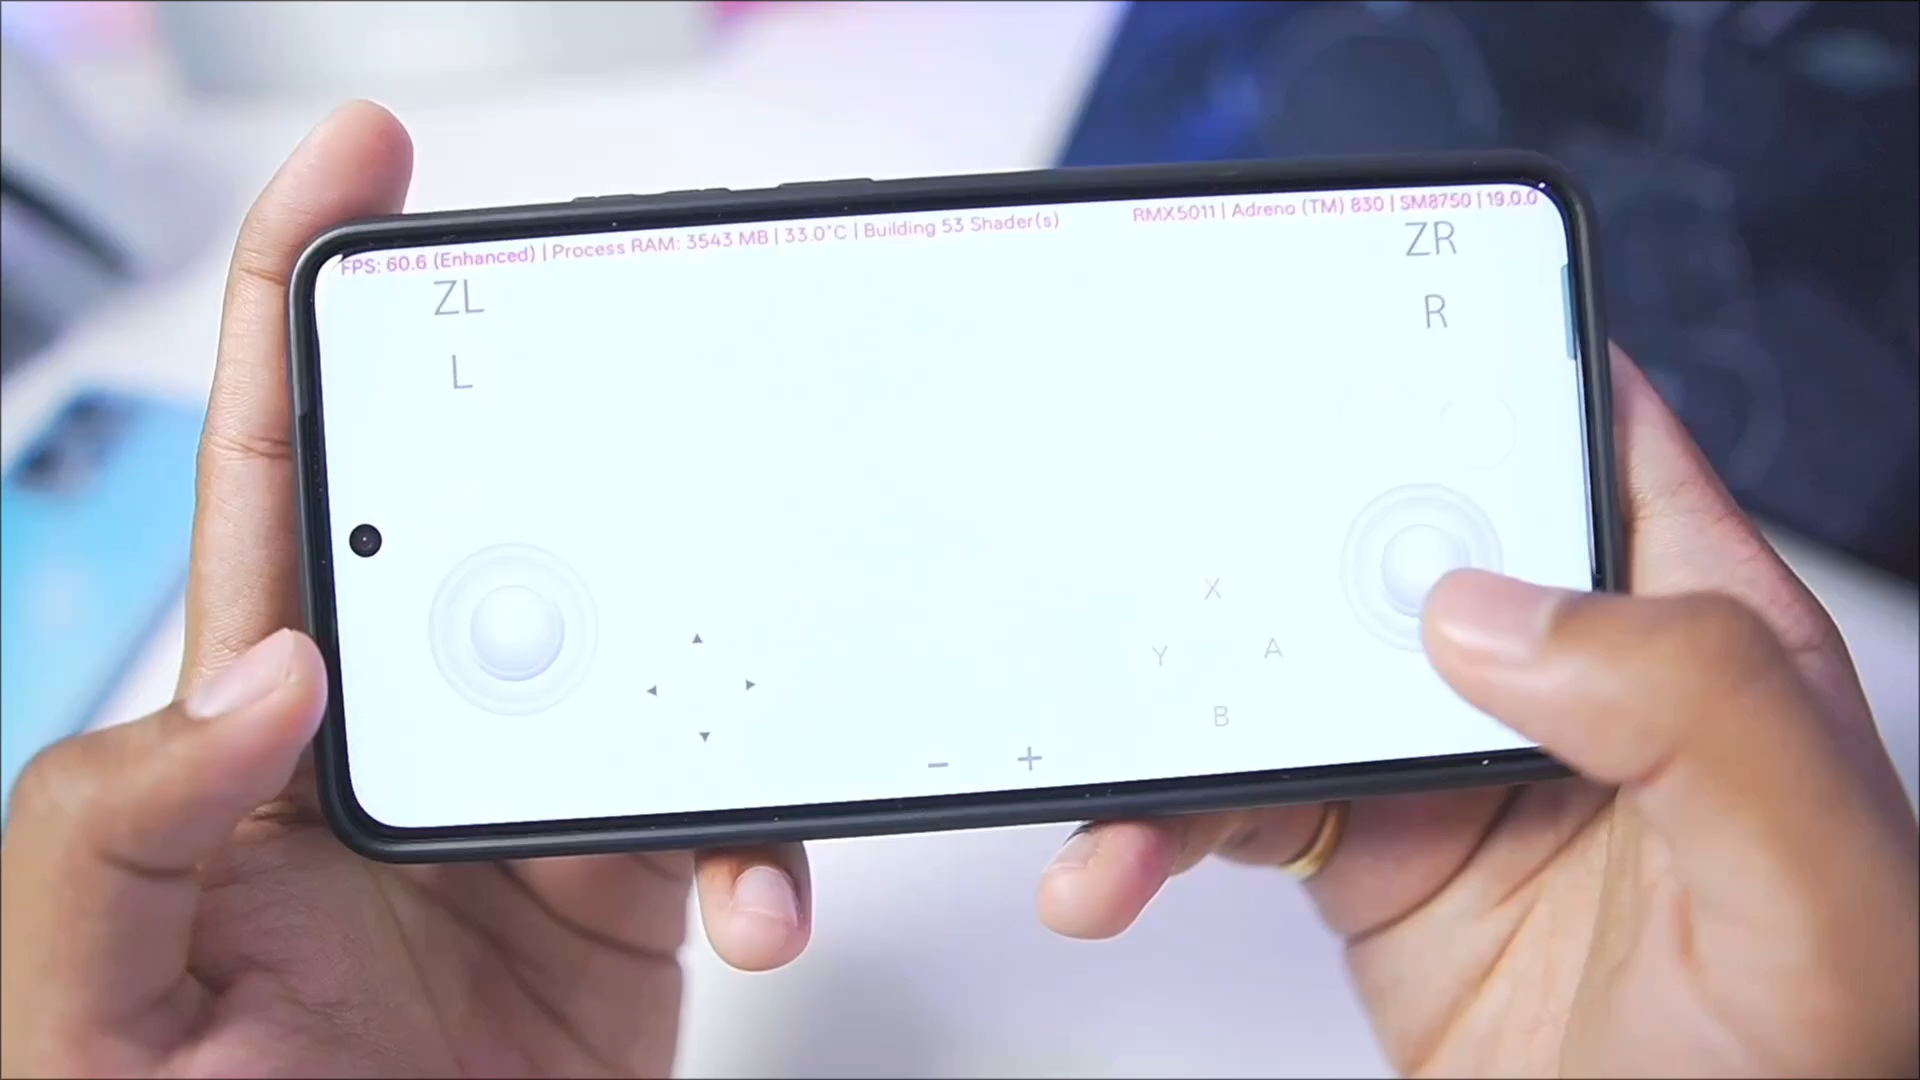 FPS: 60.6 (Enhanced) | Process RAM: 3543 MB | 33.0°C | Building 53 Shader(s)
RMX5011 | Adreno (TM) 830 | SM8750 | 19.0.0
ZL
ZR
L
R
X
Y
A
B
− +